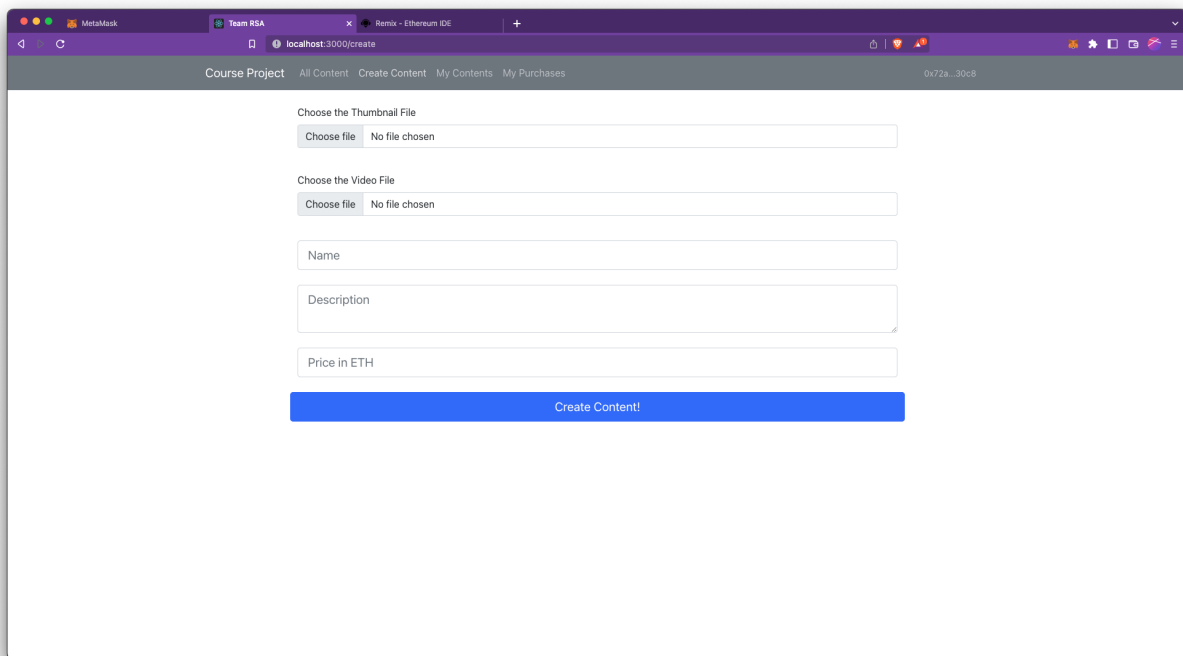 MetaMask
Team RSA
Remix - Ethereum IDE
localhost:3000/create
Course Project All Content Create Content My Contents My Purchases 0x72a...30c8
Choose the Thumbnail File
Choose file No file chosen
Choose the Video File
Choose file No file chosen
Name
Description
Price in ETH
Create Content!